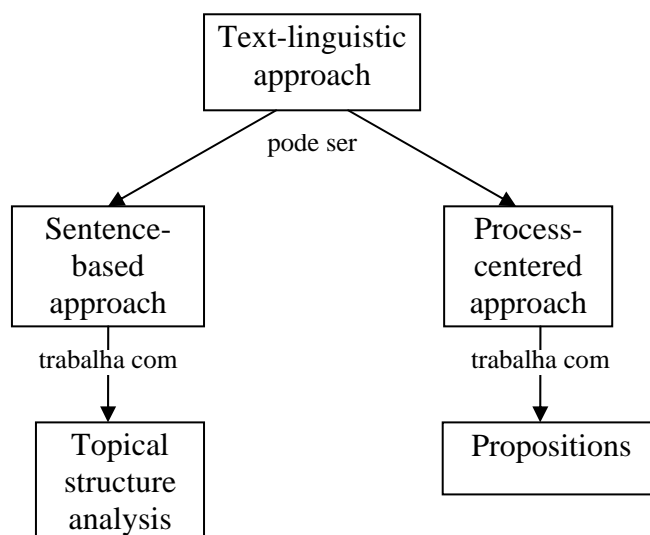 Text-linguistic
approach
pode ser
Sentence-
based
approach
Process-
centered
approach
trabalha com
trabalha com
Topical
structure
analysis
Propositions